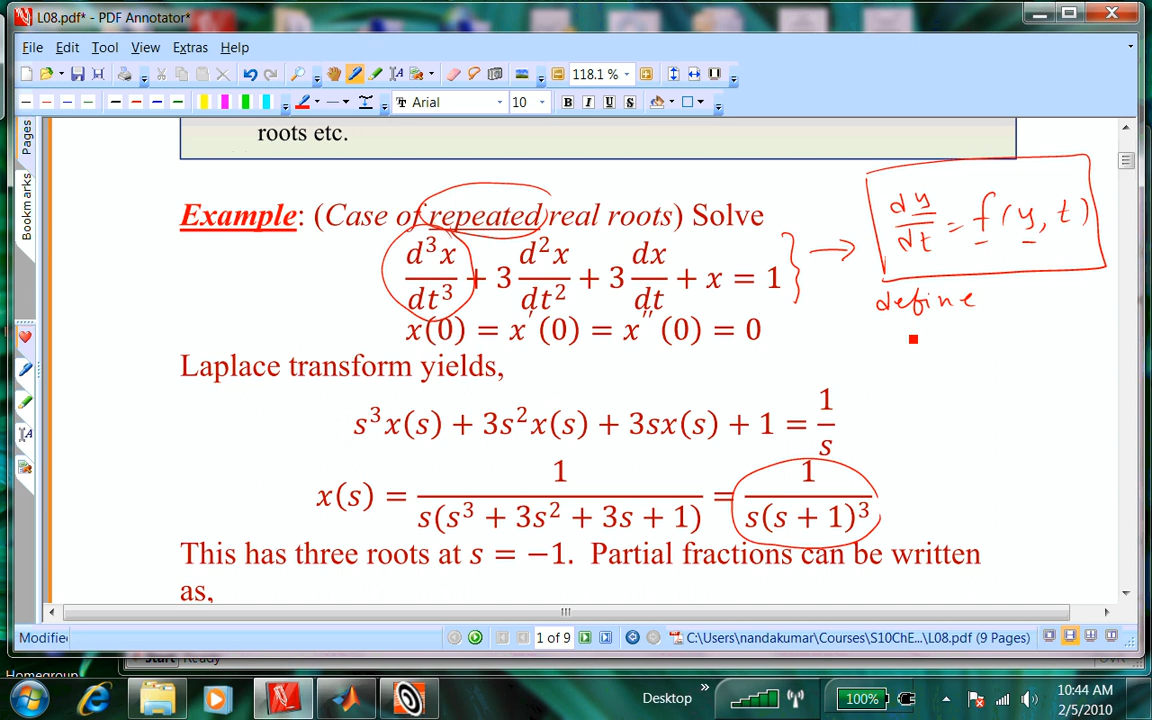 L08.pdf* - PDF Annotator*
File Edit Tool View Extras Help
118.1 %
Arial 10 B I U S
Pages
Bookmarks
roots etc.
Example: (Case of repeated real roots) Solve
d³x/dt³ + 3 d²x/dt² + 3 dx/dt + x = 1
dy/dt = f(y, t)
define
x(0) = x′(0) = x″(0) = 0
Laplace transform yields,
s³x(s) + 3s²x(s) + 3sx(s) + 1 = 1/s
x(s) = 1/s(s³ + 3s² + 3s + 1) = 1/s(s + 1)³
This has three roots at s = −1. Partial fractions can be written
as,
Modified
1 of 9
C:\Users\nandakumar\Courses\S10ChE...\L08.pdf (9 Pages)
Start Ready
OVR
Homegroup
Desktop »
100%
10:44 AM
2/5/2010